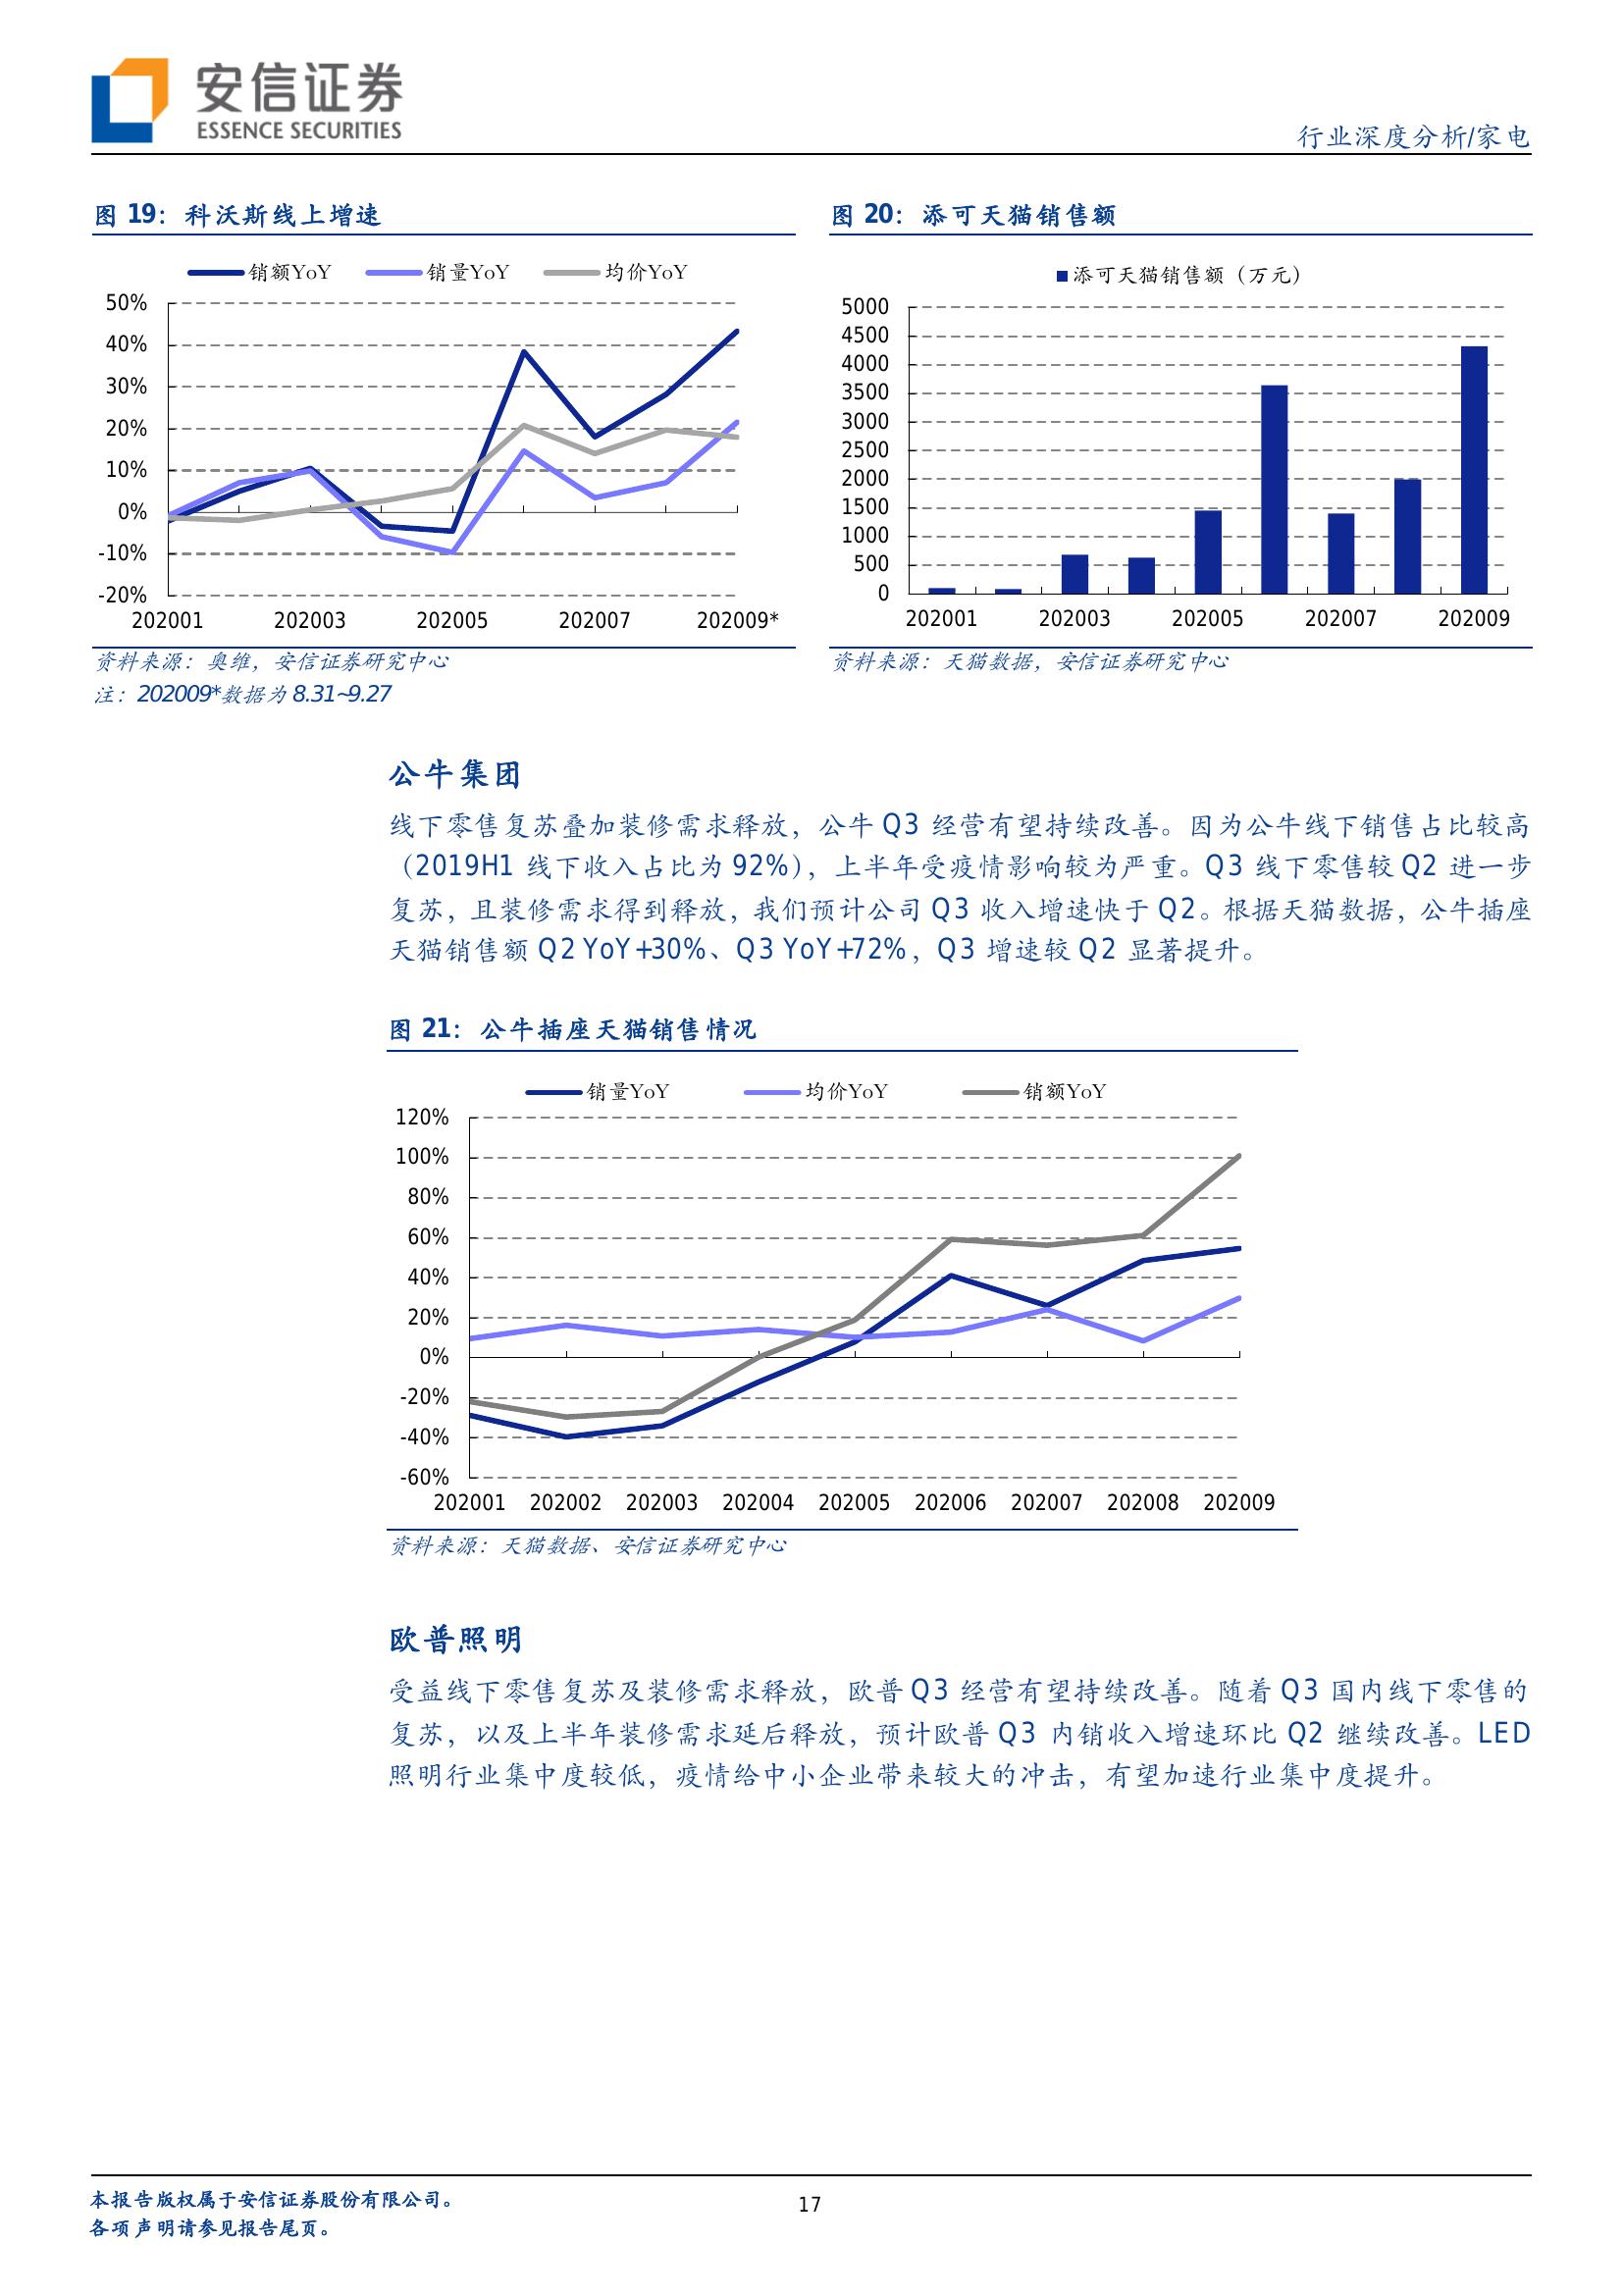 安信证券
ESSENCE SECURITIES
行业深度分析/家电
图 19：科沃斯线上增速
销额YoY 销量YoY 均价YoY
50%
40%
30%
20%
10%
0%
-10%
-20%
202001 202003 202005 202007 202009*
资料来源：奥维，安信证券研究中心
注：202009*数据为 8.31~9.27
图 20：添可天猫销售额
添可天猫销售额（万元）
5000
4500
4000
3500
3000
2500
2000
1500
1000
500
0
202001 202003 202005 202007 202009
资料来源：天猫数据，安信证券研究中心
公牛集团
线下零售复苏叠加装修需求释放，公牛 Q3 经营有望持续改善。因为公牛线下销售占比较高
（2019H1 线下收入占比为 92%），上半年受疫情影响较为严重。Q3 线下零售较 Q2 进一步
复苏，且装修需求得到释放，我们预计公司 Q3 收入增速快于 Q2。根据天猫数据，公牛插座
天猫销售额 Q2 YoY+30%、Q3 YoY+72%，Q3 增速较 Q2 显著提升。
图 21：公牛插座天猫销售情况
销量YoY 均价YoY 销额YoY
120%
100%
80%
60%
40%
20%
0%
-20%
-40%
-60%
202001 202002 202003 202004 202005 202006 202007 202008 202009
资料来源：天猫数据、安信证券研究中心
欧普照明
受益线下零售复苏及装修需求释放，欧普 Q3 经营有望持续改善。随着 Q3 国内线下零售的
复苏，以及上半年装修需求延后释放，预计欧普 Q3 内销收入增速环比 Q2 继续改善。LED
照明行业集中度较低，疫情给中小企业带来较大的冲击，有望加速行业集中度提升。
本报告版权属于安信证券股份有限公司。
各项声明请参见报告尾页。
17